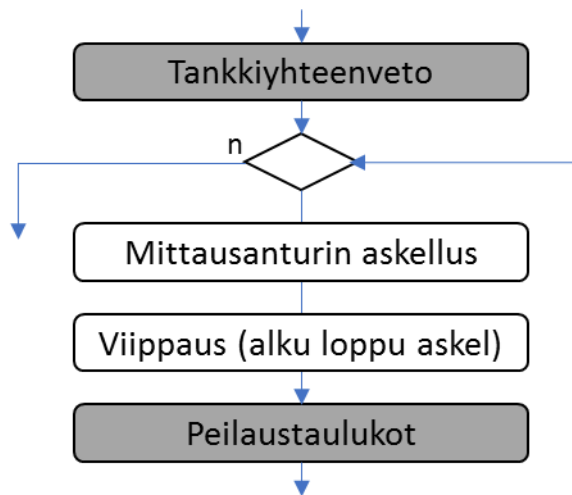 Tankkiyhteenveto
n
Mittausanturin askellus
Viippaus (alku loppu askel)
Peilaustaulukot